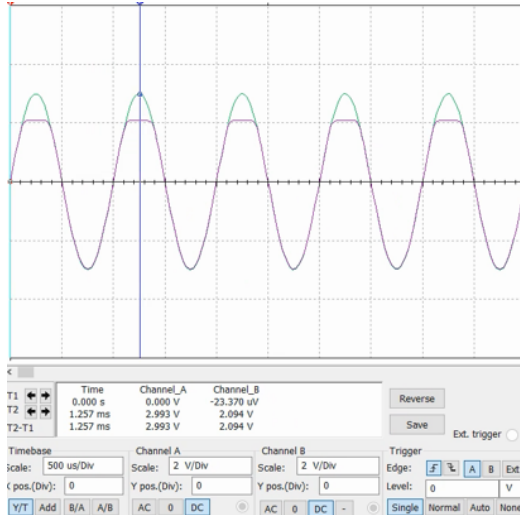 T1
T2
T2-T1
Time Channel_A Channel_B
0.000 s 0.000 V -23.370 uV
1.257 ms 2.993 V 2.094 V
1.257 ms 2.993 V 2.094 V
Reverse
Save
Ext. trigger
Timebase
Scale: 500 us/Div
X pos.(Div): 0
Y/T Add B/A A/B
Channel A
Scale: 2 V/Div
Y pos.(Div): 0
AC 0 DC
Channel B
Scale: 2 V/Div
Y pos.(Div): 0
AC 0 DC -
Trigger
Edge: A B Ext
Level: 0 V
Single Normal Auto None